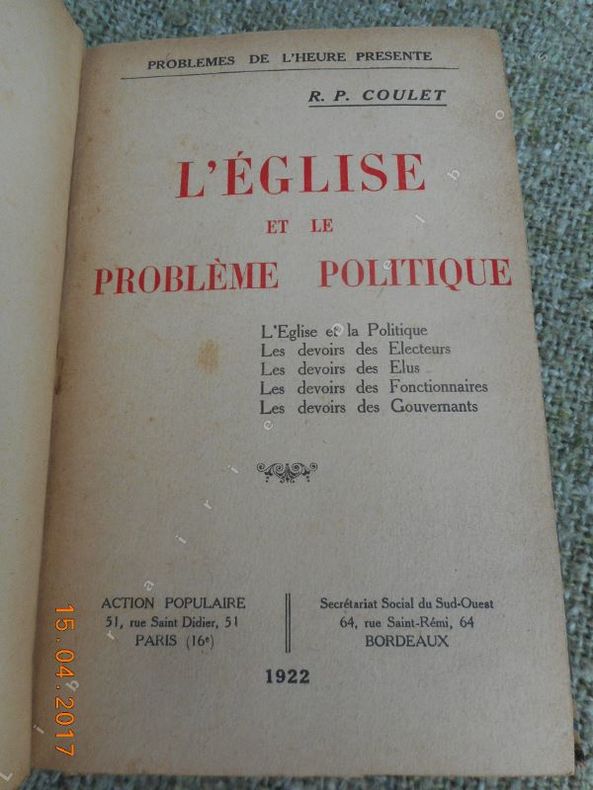 PROBLEMES DE L'HEURE PRESENTE
R. P. COULET
L'ÉGLISE
ET LE
PROBLÈME POLITIQUE
L'Eglise et la Politique
Les devoirs des Electeurs
Les devoirs des Elus
Les devoirs des Fonctionnaires
Les devoirs des Gouvernants
ACTION POPULAIRE
51, rue Saint Didier, 51
PARIS (16e)
Secrétariat Social du Sud-Ouest
64, rue Saint-Rémi, 64
BORDEAUX
1922
15.04.2017